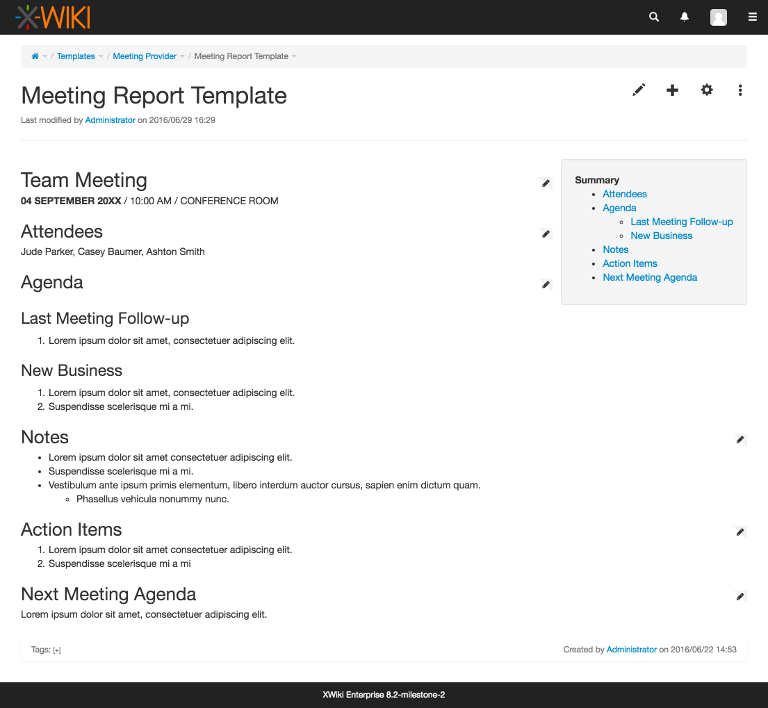 X-WIKI
Templates / Meeting Provider / Meeting Report Template
Meeting Report Template
Last modified by Administrator on 2016/06/29 16:29
Team Meeting
04 SEPTEMBER 20XX / 10:00 AM / CONFERENCE ROOM
Attendees
Jude Parker, Casey Baumer, Ashton Smith
Agenda
Last Meeting Follow-up
1. Lorem ipsum dolor sit amet, consectetuer adipiscing elit.
New Business
1. Lorem ipsum dolor sit amet, consectetuer adipiscing elit.
2. Suspendisse scelerisque mi a mi.
Notes
• Lorem ipsum dolor sit amet consectetuer adipiscing elit.
• Suspendisse scelerisque mi a mi.
• Vestibulum ante ipsum primis elementum, libero interdum auctor cursus, sapien enim dictum quam.
◦ Phasellus vehicula nonummy nunc.
Action Items
1. Lorem ipsum dolor sit amet consectetuer adipiscing elit.
2. Suspendisse scelerisque mi a mi
Next Meeting Agenda
Lorem ipsum dolor sit amet, consectetuer adipiscing elit.
Summary
• Attendees
• Agenda
◦ Last Meeting Follow-up
◦ New Business
• Notes
• Action Items
• Next Meeting Agenda
Tags: [+]
Created by Administrator on 2016/06/22 14:53
XWiki Enterprise 8.2-milestone-2